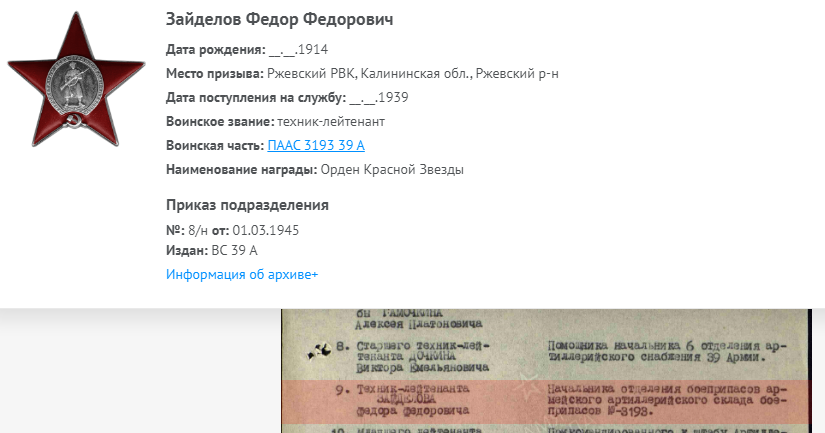 Зайделов Федор Федорович
Дата рождения: __.__.1914
Место призыва: Ржевский РВК, Калининская обл., Ржевский р-н
Дата поступления на службу: __.__.1939
Воинское звание: техник-лейтенант
Воинская часть: ПААС 3193 39 А
Наименование награды: Орден Красной Звезды
Приказ подразделения
№: 8/н от: 01.03.1945
Издан: ВС 39 А
Информация об архиве+
бы РАМОЧКИНА
Алексея Платоновича
8. Старшего техник-лей-
тенанта ДОЧКИНА
Виктора Емельяновича
Помощника начальника 6 отделения ар-
тиллерийского снабжения 39 Армии.
9. Техник-лейтенанта
ЗАЙДЕЛОВА
Федора Федоровича
Начальника отделения боеприпасов ар-
мейского артиллерийского склада бое-
припасов №-3193.
10. Младшего лейтенанта